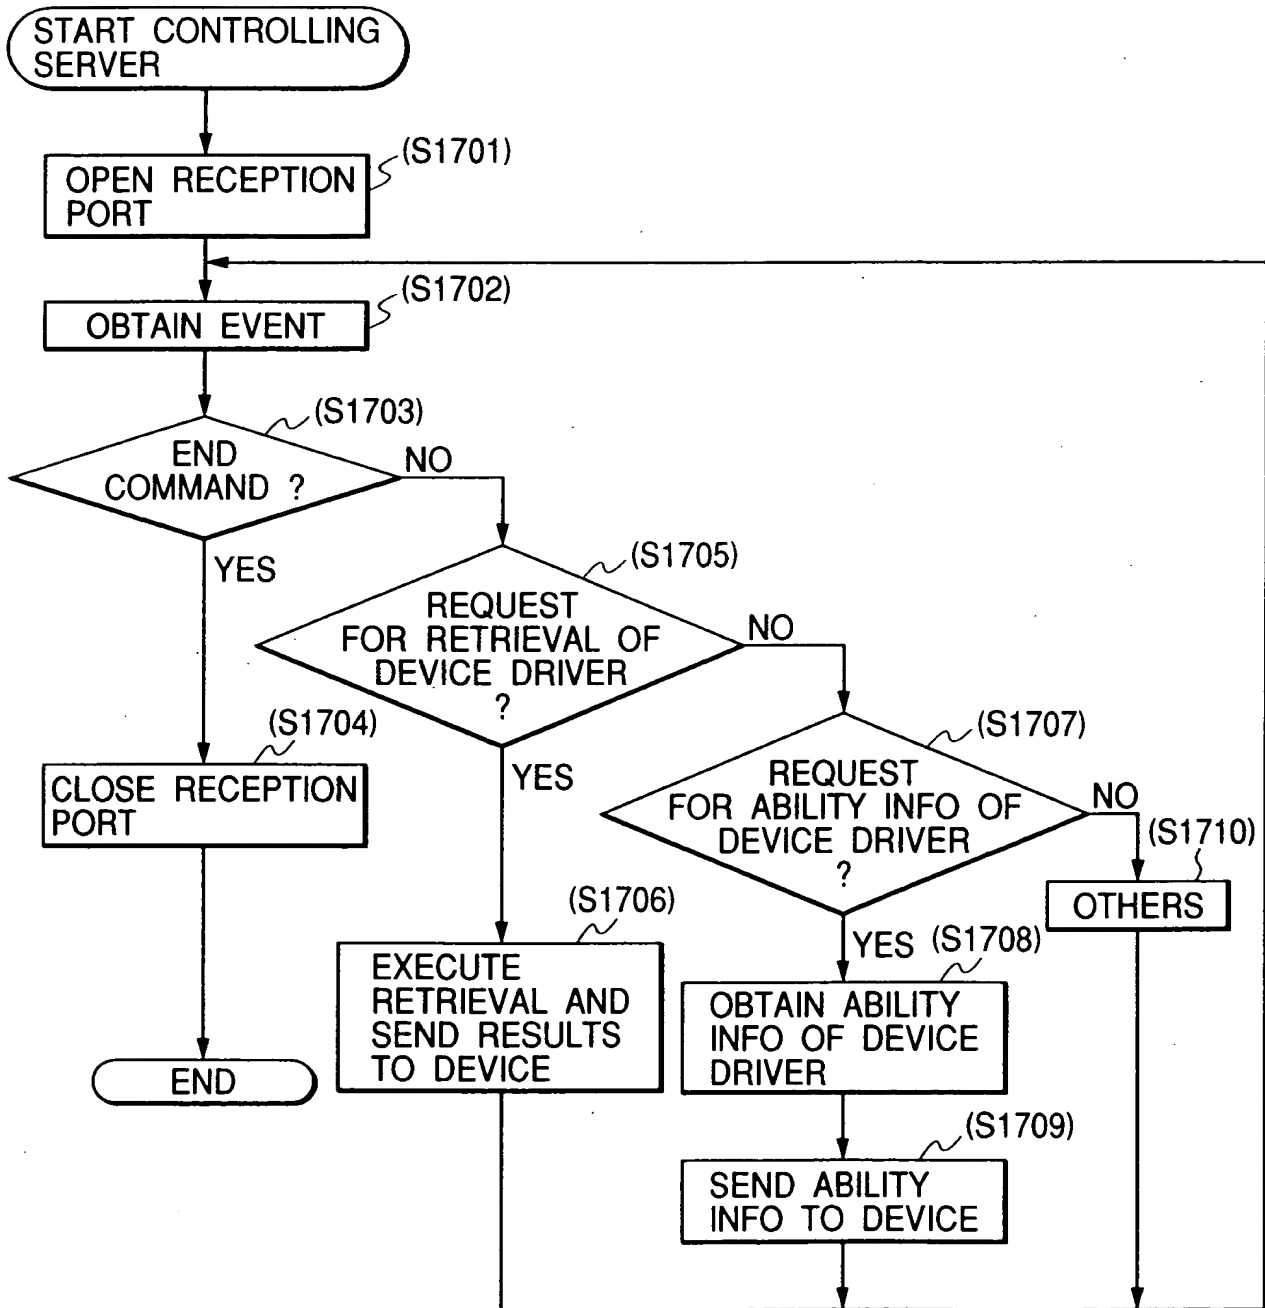 START CONTROLLING
SERVER
(S1701)
OPEN RECEPTION
PORT
(S1702)
OBTAIN EVENT
(S1703)
END
COMMAND ?
NO
YES
(S1705)
REQUEST
FOR RETRIEVAL OF
DEVICE DRIVER
?
NO
YES
(S1704)
CLOSE RECEPTION
PORT
END
(S1707)
REQUEST
FOR ABILITY INFO OF
DEVICE DRIVER
?
NO
YES
(S1710)
OTHERS
(S1706)
EXECUTE
RETRIEVAL AND
SEND RESULTS
TO DEVICE
(S1708)
OBTAIN ABILITY
INFO OF DEVICE
DRIVER
(S1709)
SEND ABILITY
INFO TO DEVICE